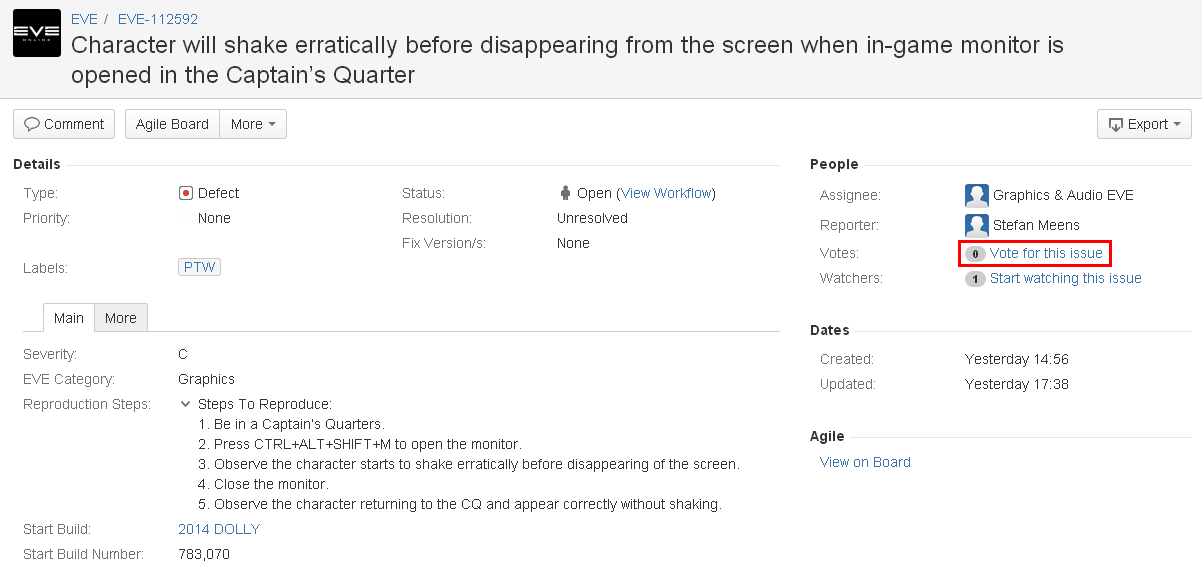 EVE
ONLINE
EVE / EVE-112592
Character will shake erratically before disappearing from the screen when in-game monitor is
opened in the Captain's Quarter
Comment Agile Board More Export
Details
Type: Defect
Status: Open (View Workflow)
Priority: None
Resolution: Unresolved
Fix Version/s: None
Labels: PTW
Main More
Severity: C
EVE Category: Graphics
Reproduction Steps: Steps To Reproduce:
1. Be in a Captain's Quarters.
2. Press CTRL+ALT+SHIFT+M to open the monitor.
3. Observe the character starts to shake erratically before disappearing of the screen.
4. Close the monitor.
5. Observe the character returning to the CQ and appear correctly without shaking.
Start Build: 2014 DOLLY
Start Build Number: 783,070
People
Assignee: Graphics & Audio EVE
Reporter: Stefan Meens
Votes: 0 Vote for this issue
Watchers: 1 Start watching this issue
Dates
Created: Yesterday 14:56
Updated: Yesterday 17:38
Agile
View on Board